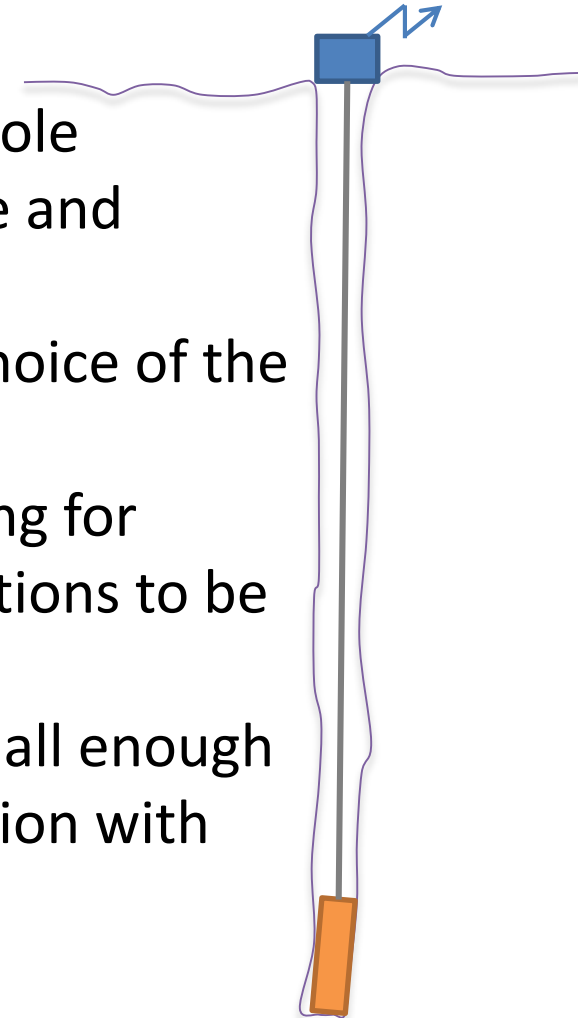 ole
e and
hoice of the
ng for
tions to be
all enough
ion with